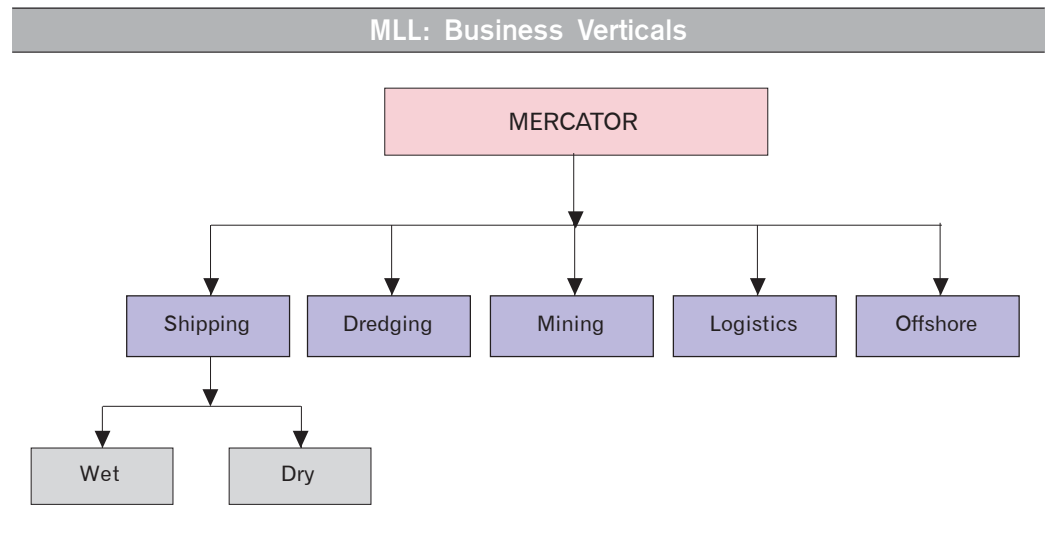 MLL: Business Verticals
MERCATOR
Shipping
Dredging
Mining
Logistics
Offshore
Wet
Dry